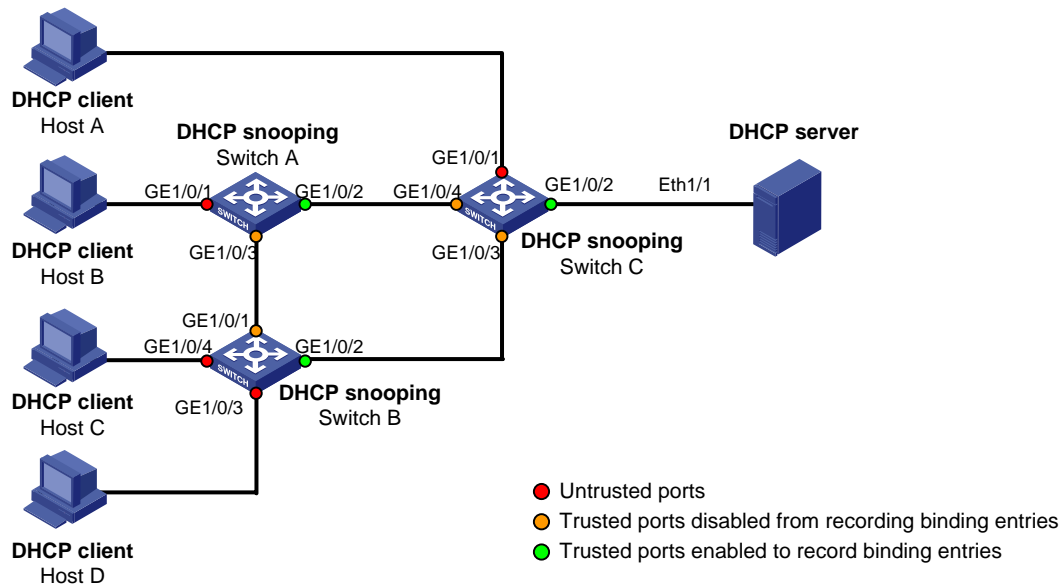 DHCP client
Host A
DHCP snooping
Switch A
DHCP server
GE1/0/1
GE1/0/1
GE1/0/2
GE1/0/4
GE1/0/2
Eth1/1
SWITCH
SWITCH
DHCP client
Host B
GE1/0/3
GE1/0/3
DHCP snooping
Switch C
GE1/0/1
GE1/0/4
GE1/0/2
SWITCH
DHCP client
Host C
GE1/0/3
DHCP snooping
Switch B
DHCP client
Host D
Untrusted ports
Trusted ports disabled from recording binding entries
Trusted ports enabled to record binding entries